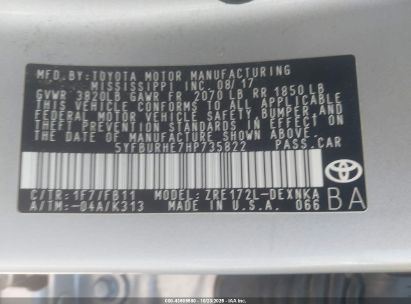 MFD.BY:TOYOTA MOTOR MANUFACTURING
MISSISSIPPI INC. 08/17
GVWR 3820LB GAWR FR 2070 LB RR 1850 LB
THIS VEHICLE CONFORMS TO ALL APPLICABLE
FEDERAL MOTOR VEHICLE SAFETY, BUMPER, AND
THEFT PREVENTION STANDARDS IN EFFECT ON
THE DATE OF MANUFACTURE SHOWN ABOVE.
5YFBURHE7HP735822 PASS.CAR
C/TR:1F7/FB11 MODEL:ZRE172L-DEXNKA
A/TM:-04A/K313 MADE IN U.S.A. 066
BA
TOYOTA